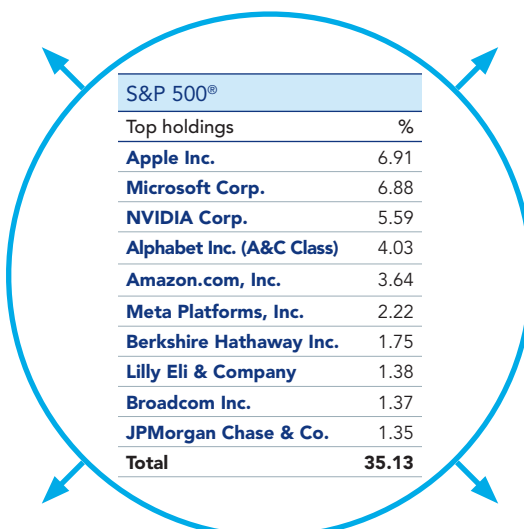 S&P 500®
Top holdings %
Apple Inc. 6.91
Microsoft Corp. 6.88
NVIDIA Corp. 5.59
Alphabet Inc. (A&C Class) 4.03
Amazon.com, Inc. 3.64
Meta Platforms, Inc. 2.22
Berkshire Hathaway Inc. 1.75
Lilly Eli & Company 1.38
Broadcom Inc. 1.37
JPMorgan Chase & Co. 1.35
Total 35.13